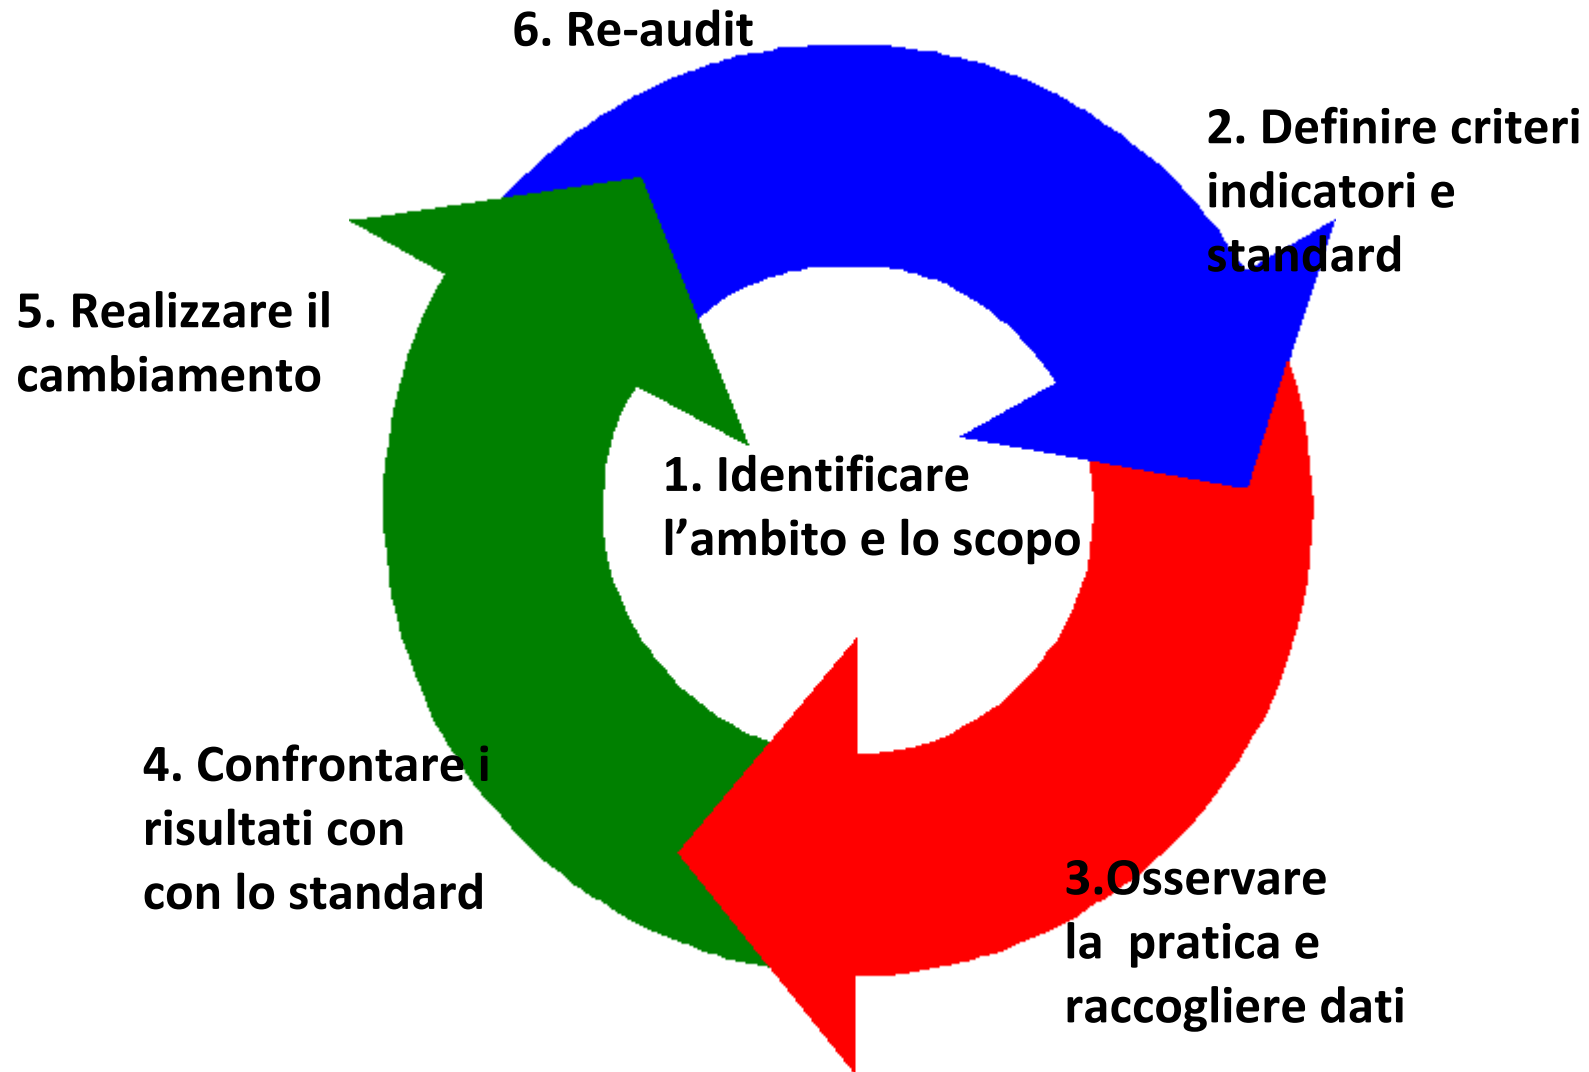 6. Re-audit
2. Definire criteri
indicatori e
standard
5. Realizzare il
cambiamento
1. Identificare
l’ambito e lo scopo
4. Confrontare i
risultati con
con lo standard
3.Osservare
la  pratica e
raccogliere dati